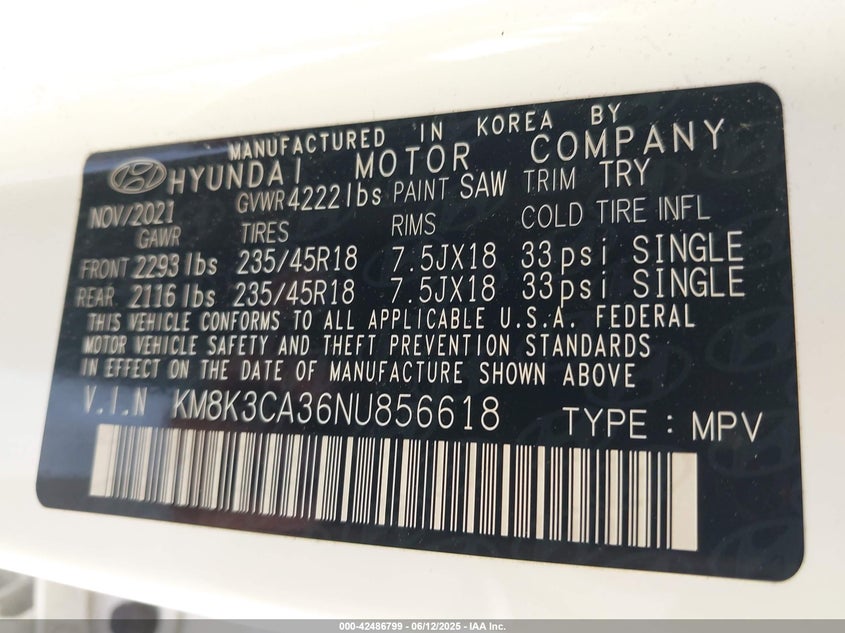 MANUFACTURED IN KOREA BY
HYUNDAI MOTOR COMPANY
NOV/2021 GVWR 4222 lbs PAINT SAW TRIM TRY
GAWR TIRES RIMS COLD TIRE INFL
FRONT 2293 lbs 235/45R18 7.5JX18 33psi SINGLE
REAR 2116 lbs 235/45R18 7.5JX18 33psi SINGLE
THIS VEHICLE CONFORMS TO ALL APPLICABLE U.S.A. FEDERAL
MOTOR VEHICLE SAFETY AND THEFT PREVENTION STANDARDS
IN EFFECT ON THE DATE OF MANUFACTURE SHOWN ABOVE
V.I.N KM8K3CA36NU856618 TYPE : MPV
000-42486799 - 06/12/2025 - IAA Inc.